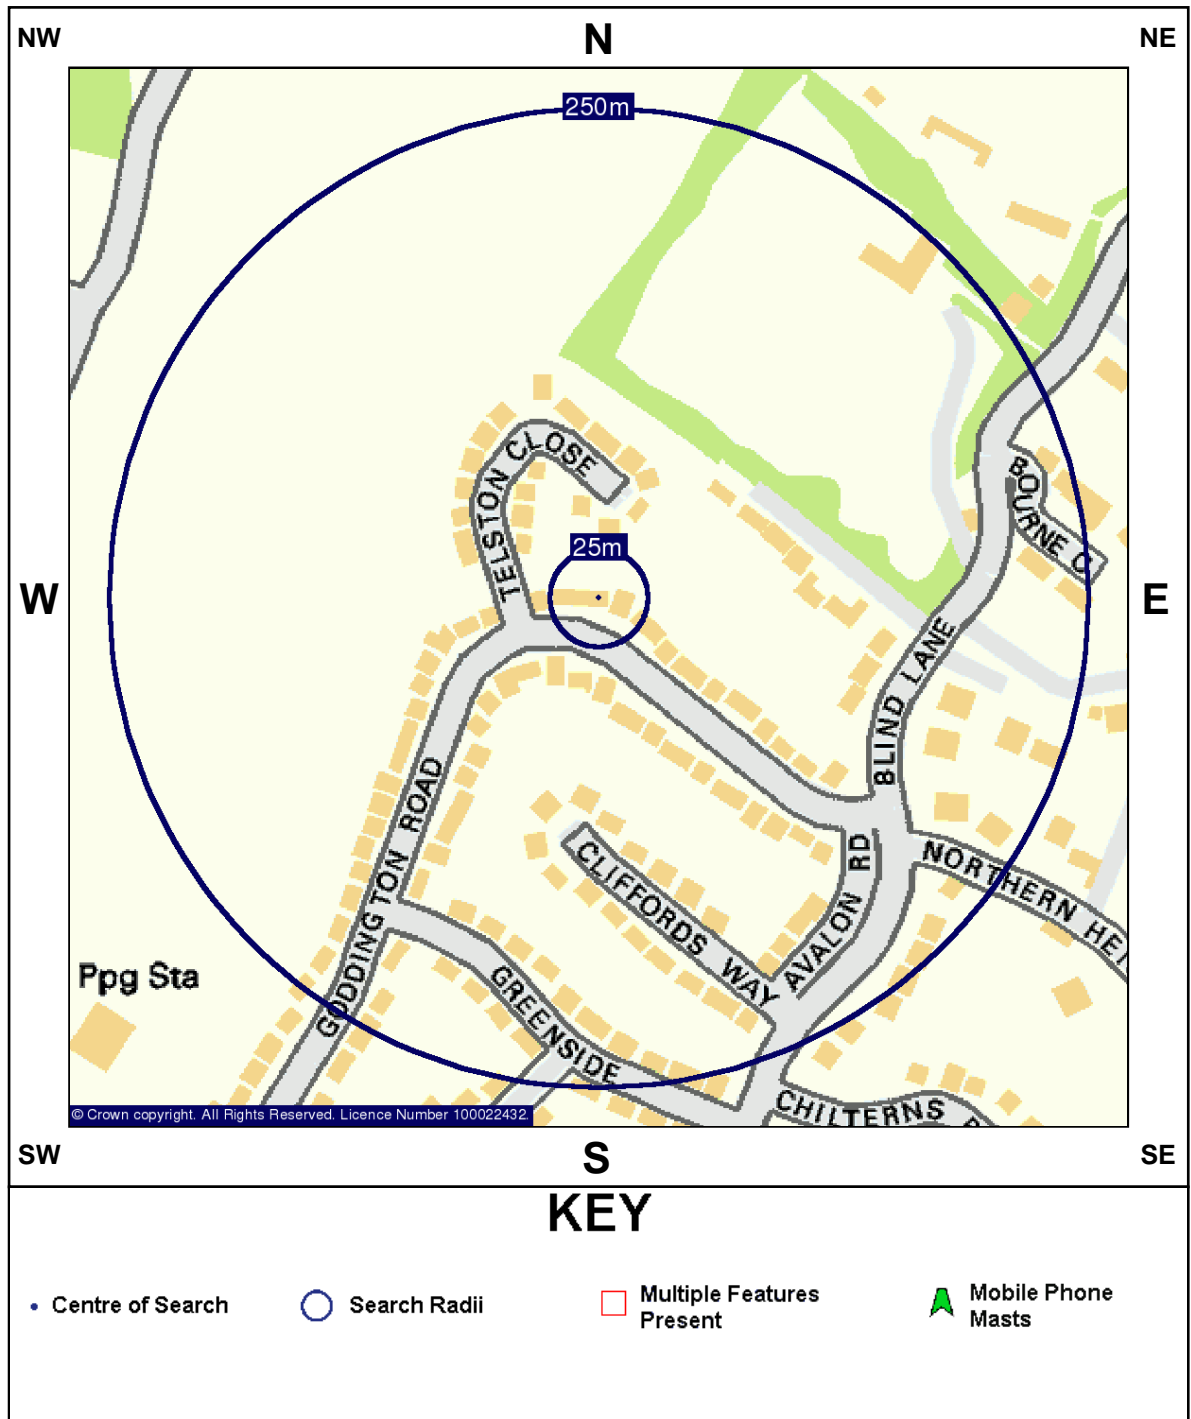 NW
N
NE
250m
TELSTON CLOSE
BOURNE C
25m
W
E
BLIND LANE
GODDINGTON ROAD
AVALON RD
CLIFFORDS WAY
NORTHERN HEI
Ppg Sta
GREENSIDE
CHILTERNS
© Crown copyright. All Rights Reserved. Licence Number 100022432.
SW
S
SE
KEY
Centre of Search
Search Radii
Multiple Features
Present
Mobile Phone
Masts